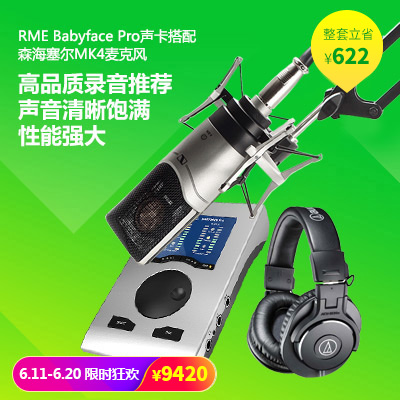 RME Babyface Pro声卡搭配
森海塞尔MK4麦克风
整套立省
¥622
高品质录音推荐
声音清晰饱满
性能强大
6.11-6.20 限时狂欢
¥9420